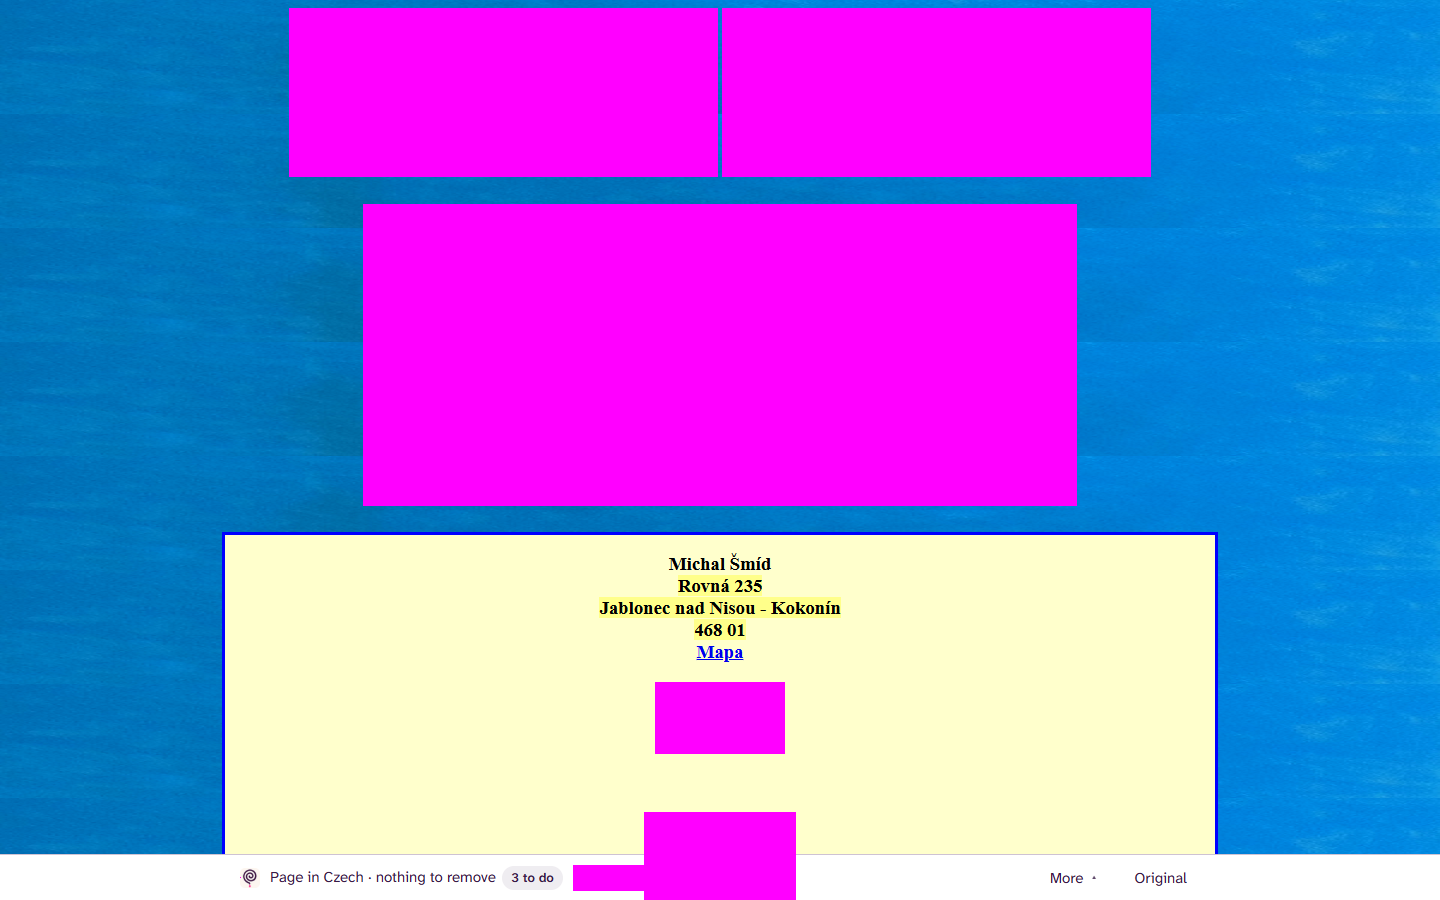 Michal Šmíd
Rovná 235
Jablonec nad Nisou - Kokonín
468 01
Mapa
Page in Czech · nothing to remove
3 to do
More
Original